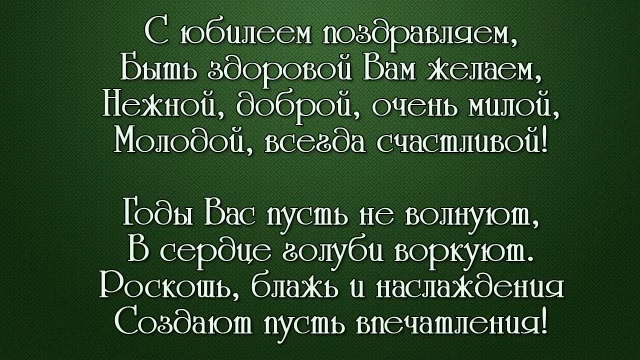 С юбилеем поздравляем,
Быть здоровой Вам желаем,
Нежной, доброй, очень милой,
Молодой, всегда счастливой!
Годы Вас пусть не волнуют,
В сердце голуби воркуют.
Роскошь, блажь и наслаждения
Создают пусть впечатления!